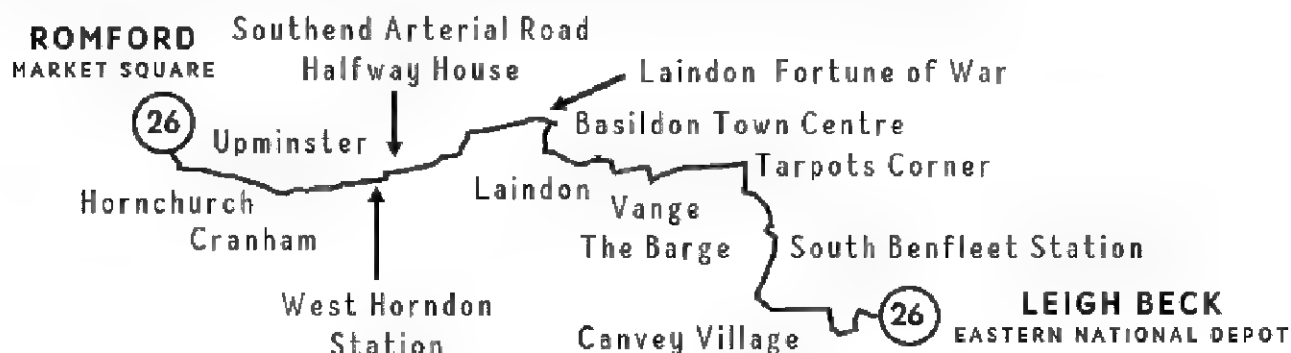 ROMFORD
MARKET SQUARE
26
Southend Arterial Road
Halfway House
Laindon Fortune of War
Upminster
Basildon Town Centre
Hornchurch
Cranham
Laindon
Tarpots Corner
Vange
The Barge
South Benfleet Station
West Horndon
Station
Canvey Village
26
LEIGH BECK
EASTERN NATIONAL DEPOT